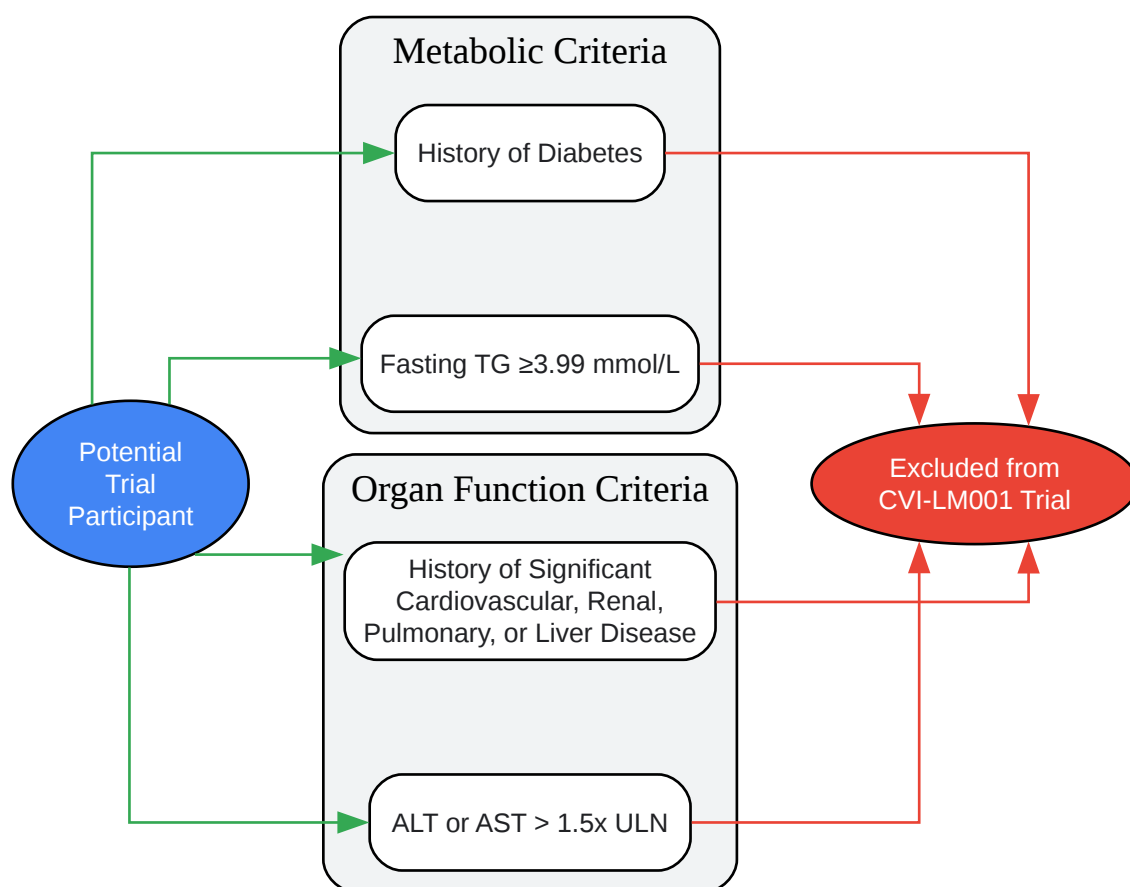 Metabolic Criteria
History of Diabetes
Fasting TG ≥3.99 mmol/L
Potential
Trial
Participant
Excluded from
CVI-LM001 Trial
Organ Function Criteria
History of Significant
Cardiovascular, Renal,
Pulmonary, or Liver Disease
ALT or AST > 1.5x ULN